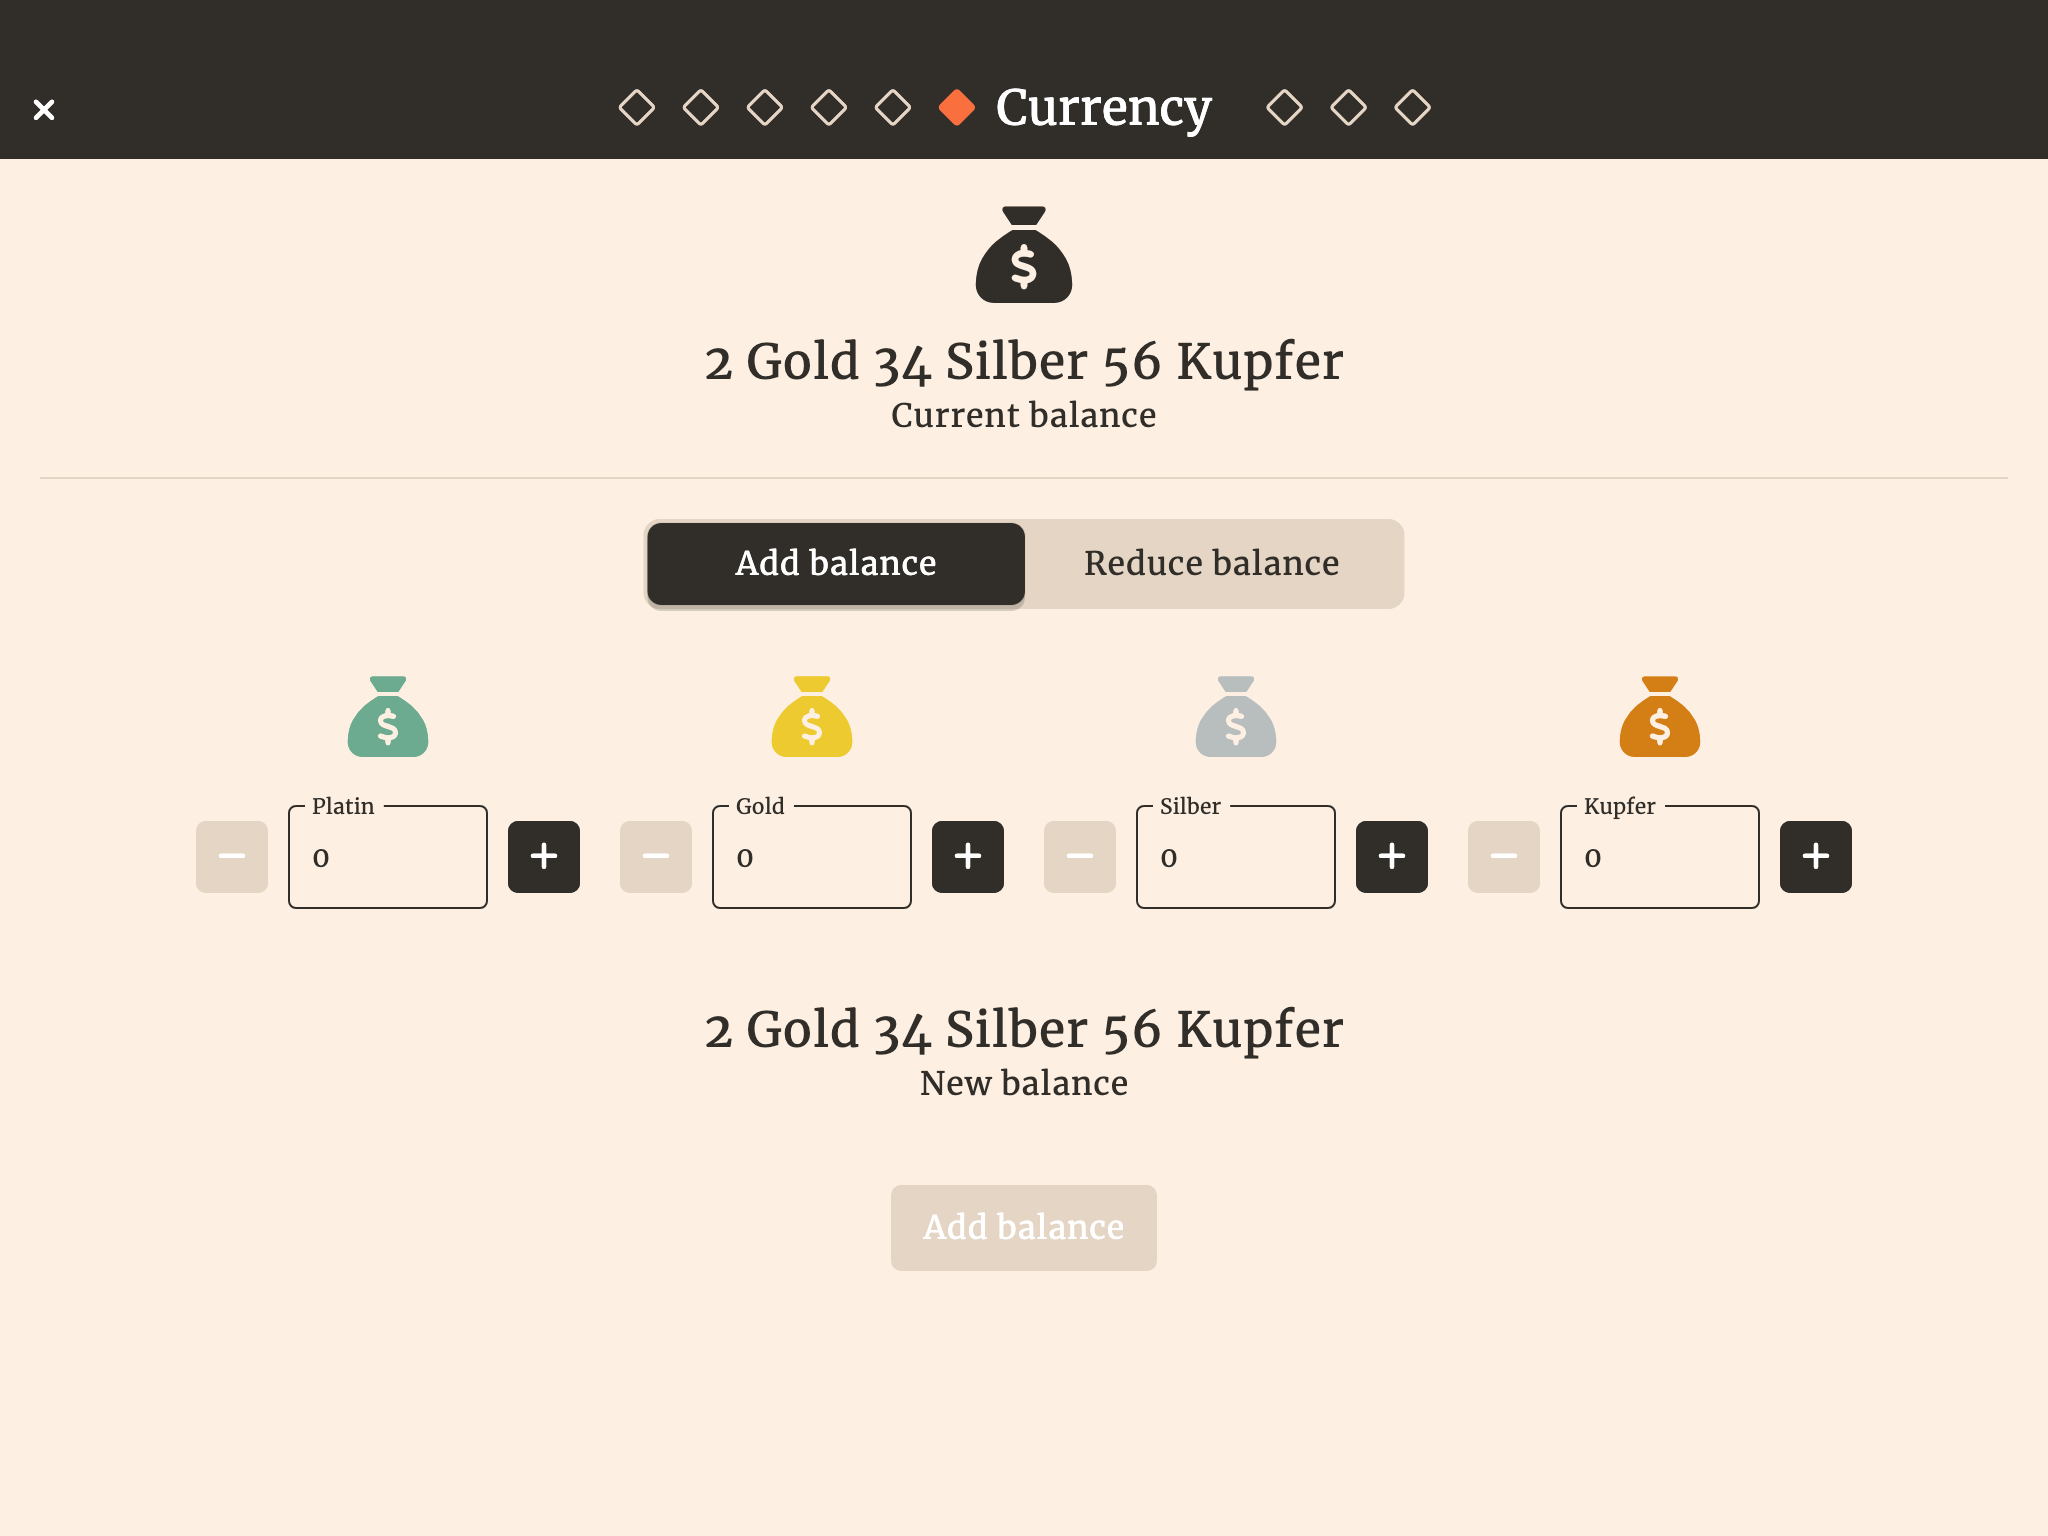 Currency
2 Gold 34 Silber 56 Kupfer
Current balance
Add balance Reduce balance
Platin Gold Silber Kupfer
0 0 0 0
2 Gold 34 Silber 56 Kupfer
New balance
Add balance